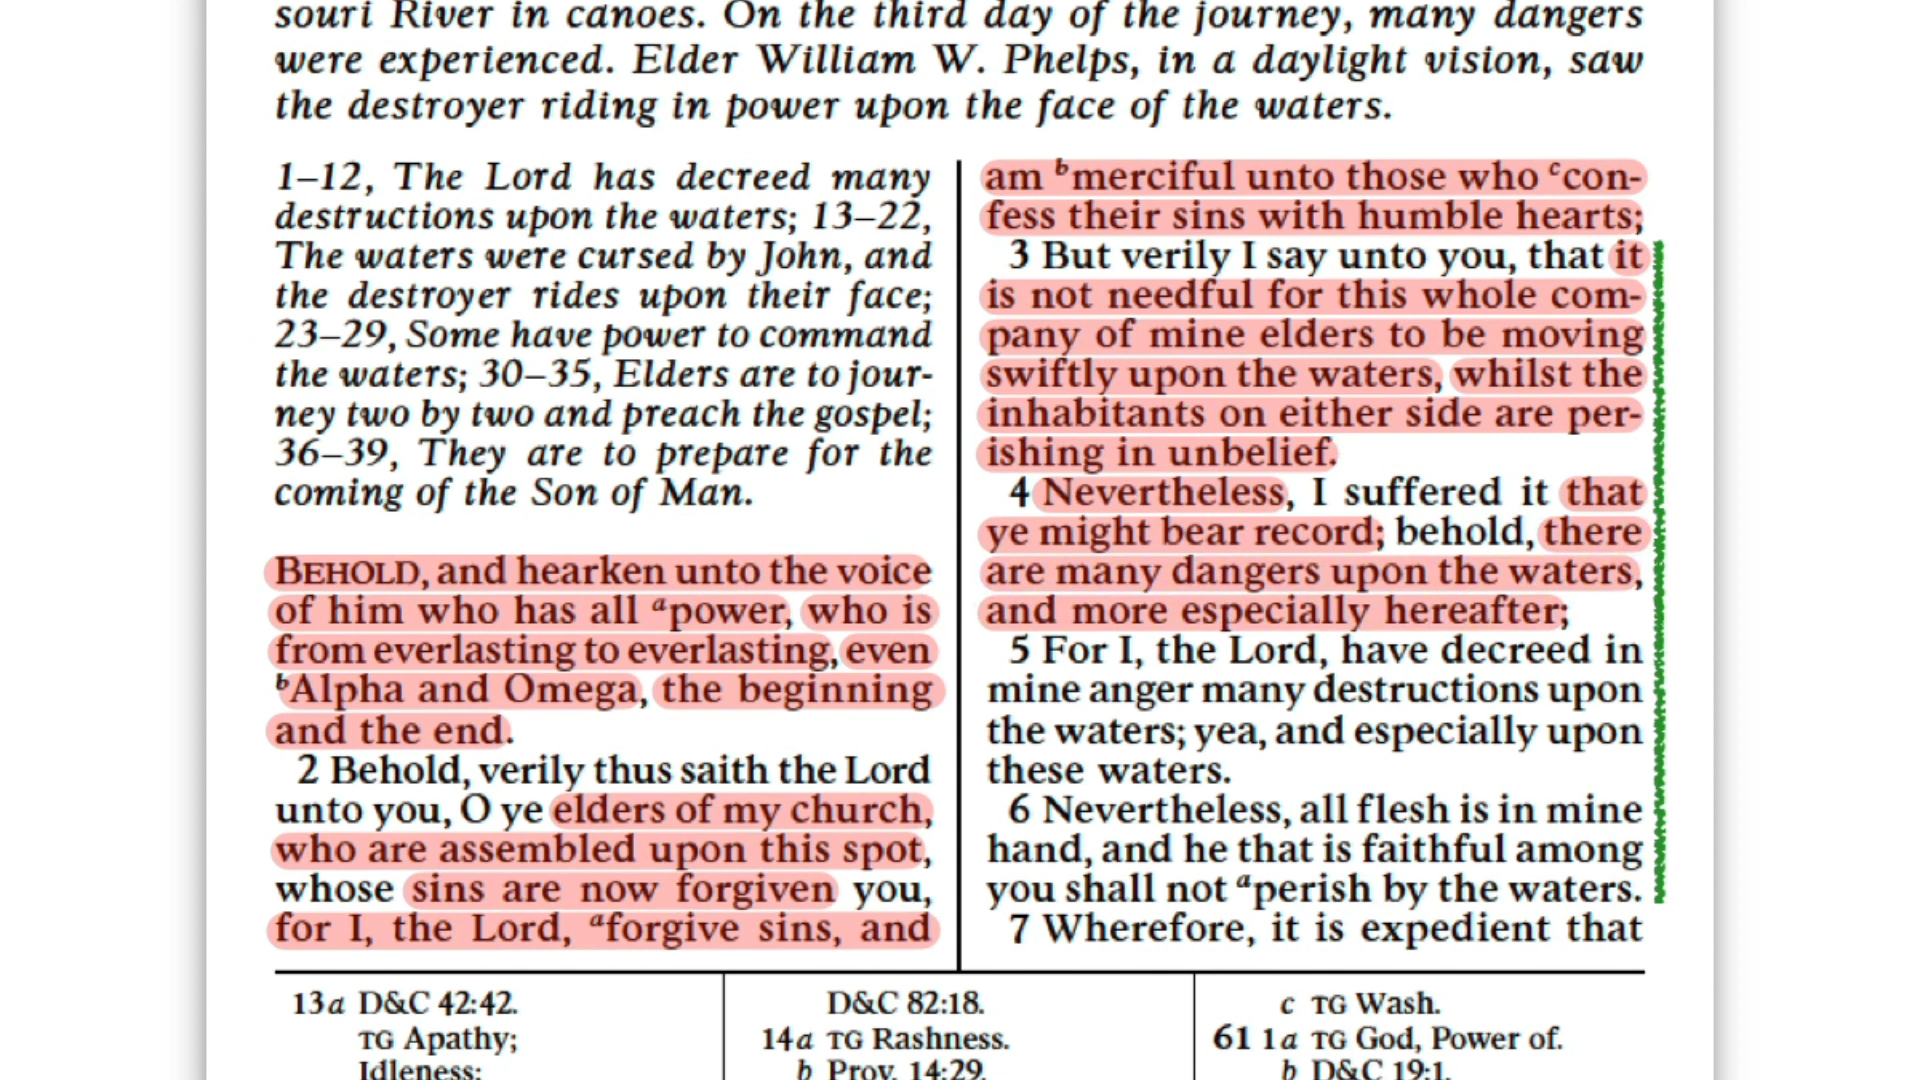 souri River in canoes. On the third day of the journey, many dangers
were experienced. Elder William W. Phelps, in a daylight vision, saw
the destroyer riding in power upon the face of the waters.
1–12, The Lord has decreed many
destructions upon the waters; 13–22,
The waters were cursed by John, and
the destroyer rides upon their face;
23–29, Some have power to command
the waters; 30–35, Elders are to jour-
ney two by two and preach the gospel;
36–39, They are to prepare for the
coming of the Son of Man.
BEHOLD, and hearken unto the voice
of him who has all a power, who is
from everlasting to everlasting, even
b Alpha and Omega, the beginning
and the end.
2 Behold, verily thus saith the Lord
unto you, O ye elders of my church,
who are assembled upon this spot,
whose sins are now forgiven you,
for I, the Lord, a forgive sins, and
am b merciful unto those who c con-
fess their sins with humble hearts;
3 But verily I say unto you, that it
is not needful for this whole com-
pany of mine elders to be moving
swiftly upon the waters, whilst the
inhabitants on either side are per-
ishing in unbelief.
4 Nevertheless, I suffered it that
ye might bear record; behold, there
are many dangers upon the waters,
and more especially hereafter;
5 For I, the Lord, have decreed in
mine anger many destructions upon
the waters; yea, and especially upon
these waters.
6 Nevertheless, all flesh is in mine
hand, and he that is faithful among
you shall not a perish by the waters.
7 Wherefore, it is expedient that
13a D&C 42:42.
TG Apathy;
Idleness;
D&C 82:18.
14a TG Rashness.
b Prov. 14:29.
c TG Wash.
61 1a TG God, Power of.
b D&C 19:1.